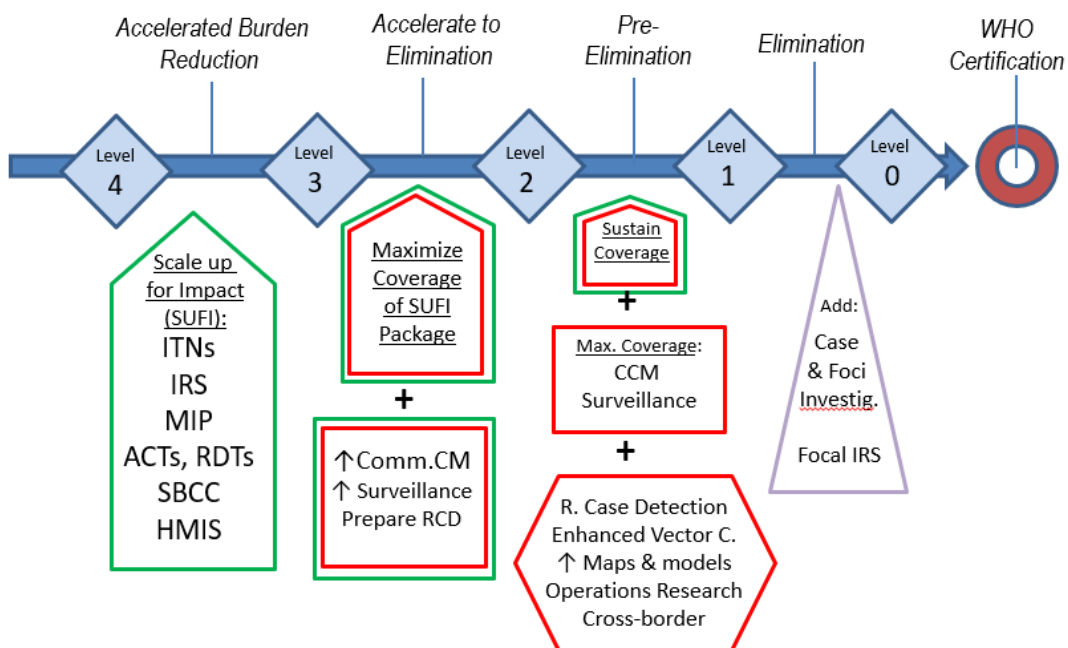 Accelerated Burden
Reduction
Accelerate to
Elimination
Pre-
Elimination
Elimination
WHO
Certification
Level
4
Level
3
Level
2
Level
1
Level
0
Scale up
for Impact
(SUFI):
ITNs
IRS
MIP
ACTs, RDTs
SBCC
HMIS
Maximize
Coverage
of SUFI
Package
+
↑Comm.CM
↑ Surveillance
Prepare RCD
Sustain
Coverage
+
Max. Coverage:
CCM
Surveillance
+
R. Case Detection
Enhanced Vector C.
↑ Maps & models
Operations Research
Cross-border
Add:
Case
& Foci
Investig.
Focal IRS